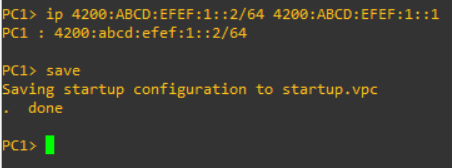 PC1> ip 4200:ABCD:EFEF:1::2/64 4200:ABCD:EFEF:1::1
PC1 : 4200:abcd:efef:1::2/64
PC1> save
Saving startup configuration to startup.vpc
.  done
PC1>